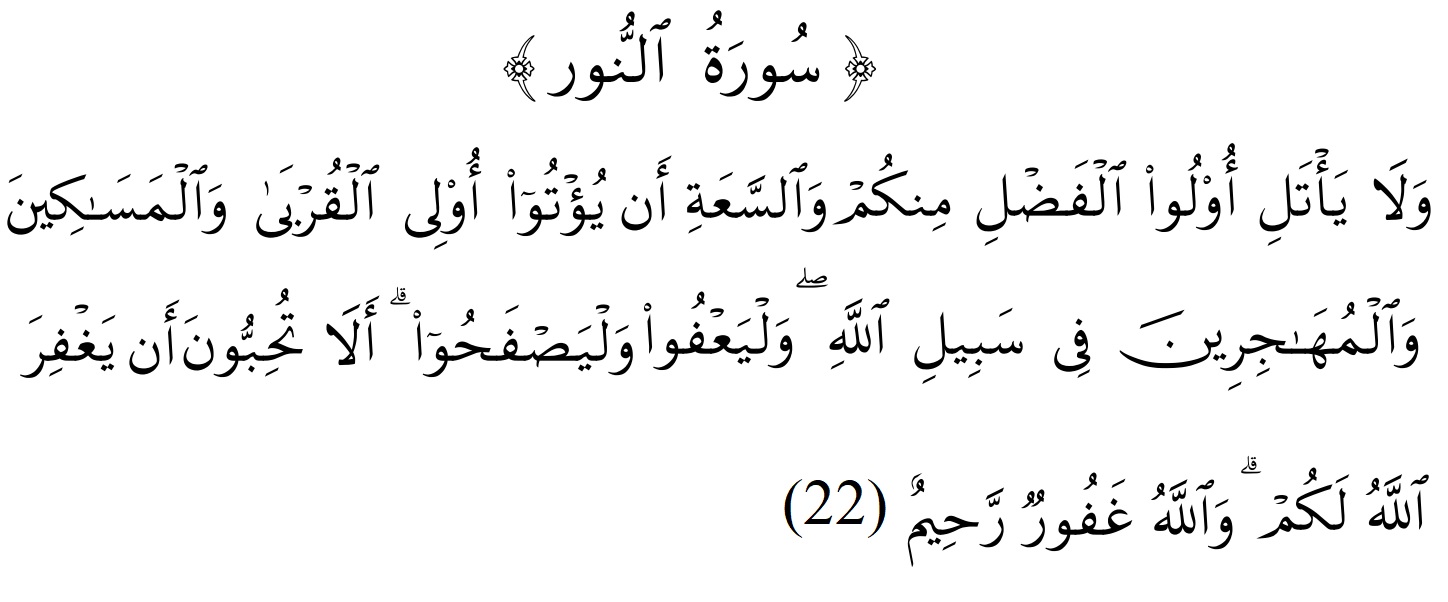 ﴿ سُورَةُ ٱلنُّور ﴾
وَلَا يَأْتَلِ أُوْلُوا۟ ٱلْفَضْلِ مِنكُمْ وَٱلسَّعَةِ أَن يُؤْتُوٓا۟ أُوْلِى ٱلْقُرْبَىٰ وَٱلْمَسَـٰكِينَ
وَٱلْمُهَـٰجِرِينَ فِى سَبِيلِ ٱللَّهِ ۖ وَلْيَعْفُوا۟ وَلْيَصْفَحُوٓا۟ ۗ أَلَا تُحِبُّونَ أَن يَغْفِرَ
ٱللَّهُ لَكُمْ ۗ وَٱللَّهُ غَفُورٌ رَّحِيمٌ (22)